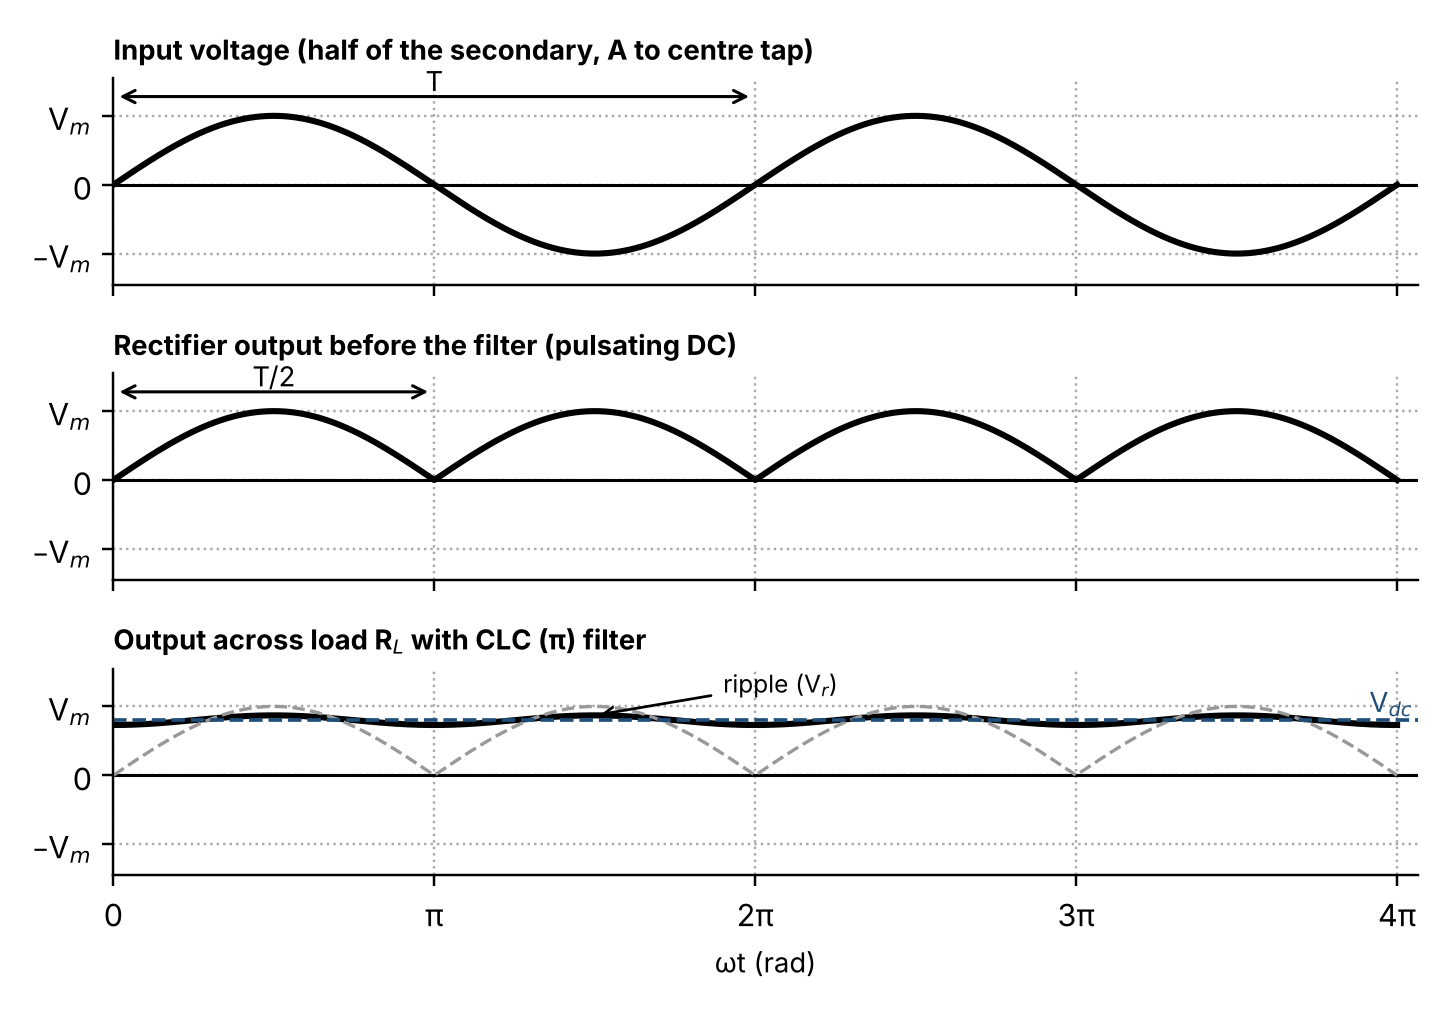 Input voltage (half of the secondary, A to centre tap)
T
Vm
0
–Vm
Rectifier output before the filter (pulsating DC)
T/2
Vm
0
–Vm
Output across load RL with CLC (π) filter
ripple (Vr)
Vdc
Vm
0
–Vm
0 π 2π 3π 4π
ωt (rad)